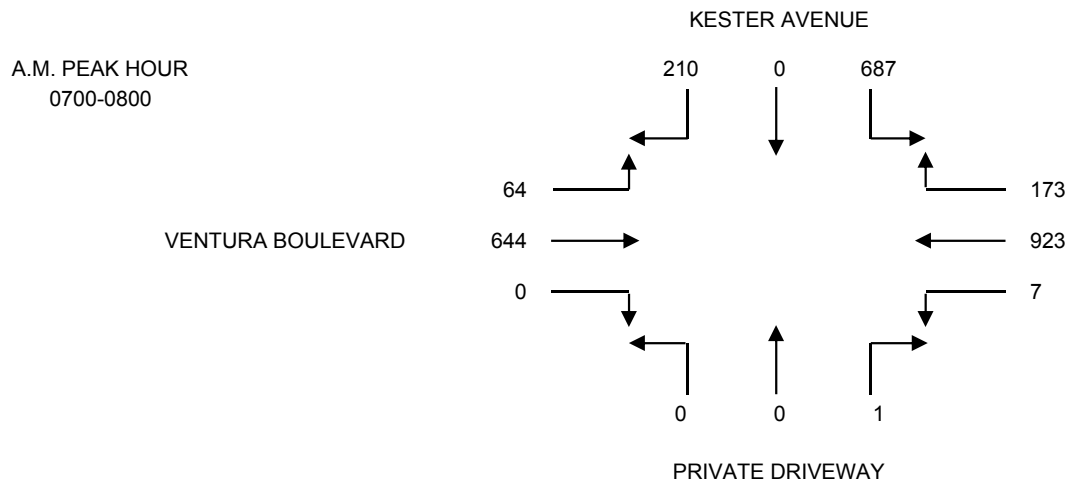 KESTER AVENUE
A.M. PEAK HOUR
0700-0800
210 0 687
64 173
VENTURA BOULEVARD 644 923
0 7
0 0 1
PRIVATE DRIVEWAY